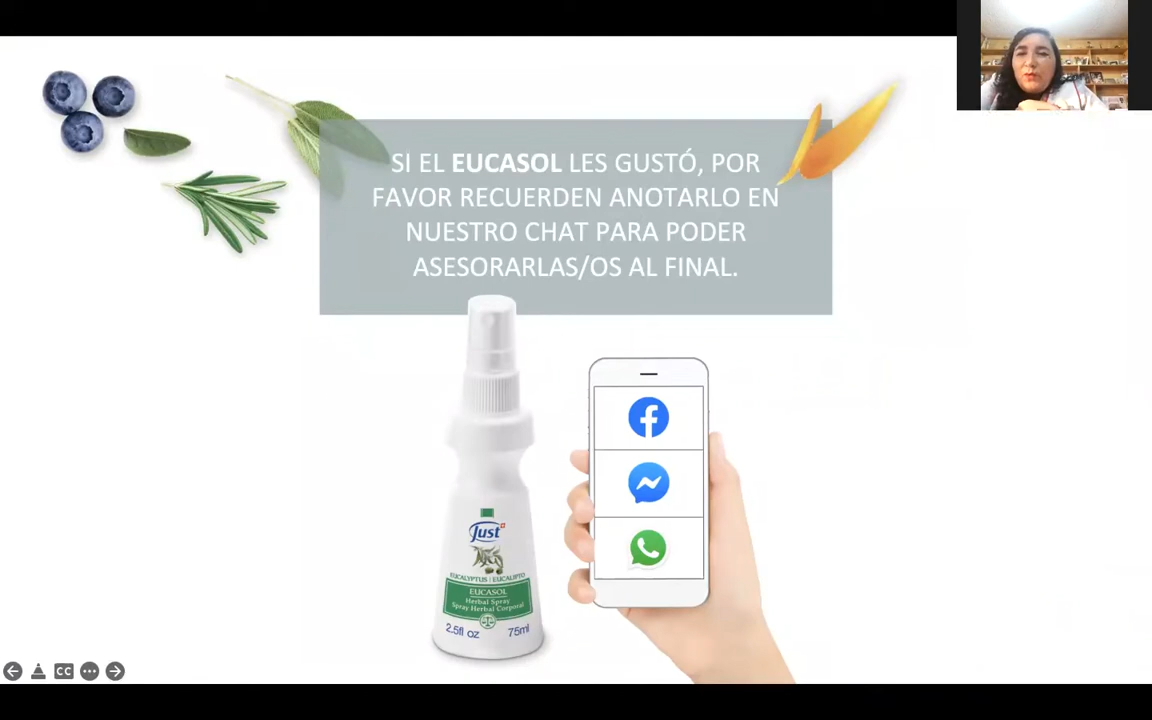 SI EL EUCASOL LES GUSTÓ, POR
FAVOR RECUERDEN ANOTARLO EN
NUESTRO CHAT PARA PODER
ASESORARLAS/OS AL FINAL.
Just
EUCALYPTUS | EUCALIPTO
EUCASOL
Herbal Spray
Spray Herbal Corporal
2.5fl oz 75ml
CC